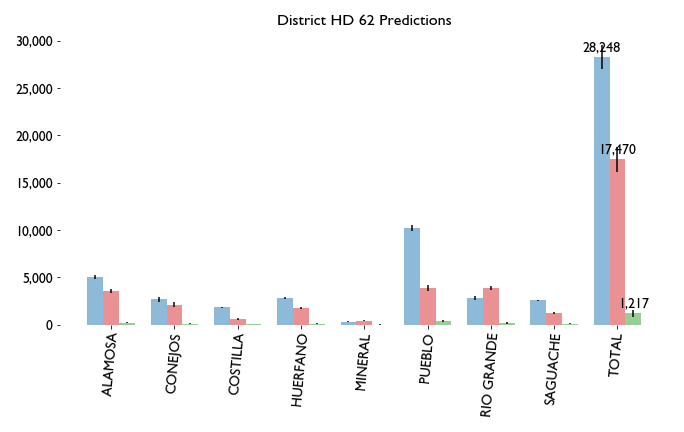 District HD 62 Predictions
30,000
25,000
20,000
15,000
10,000
5,000
0
28,248
17,470
1,217
ALAMOSA
CONEJOS
COSTILLA
HUERFANO
MINERAL
PUEBLO
RIO GRANDE
SAGUACHE
TOTAL